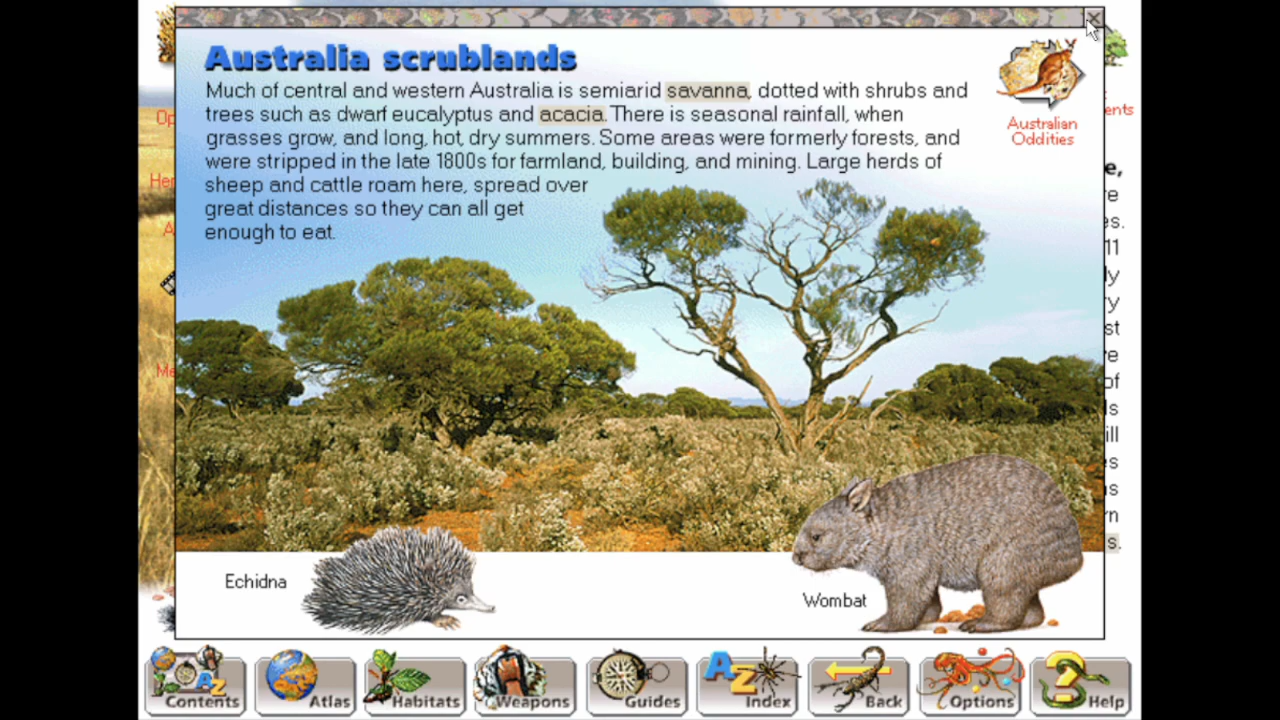 Australia scrublands
Much of central and western Australia is semiarid savanna, dotted with shrubs and
trees such as dwarf eucalyptus and acacia. There is seasonal rainfall, when
grasses grow, and long, hot, dry summers. Some areas were formerly forests, and
were stripped in the late 1800s for farmland, building, and mining. Large herds of
sheep and cattle roam here, spread over
great distances so they can all get
enough to eat.
Australian
Oddities
Echidna
Wombat
Contents
Atlas
Habitats
Weapons
Guides
A Z
Index
Back
Options
?
Help